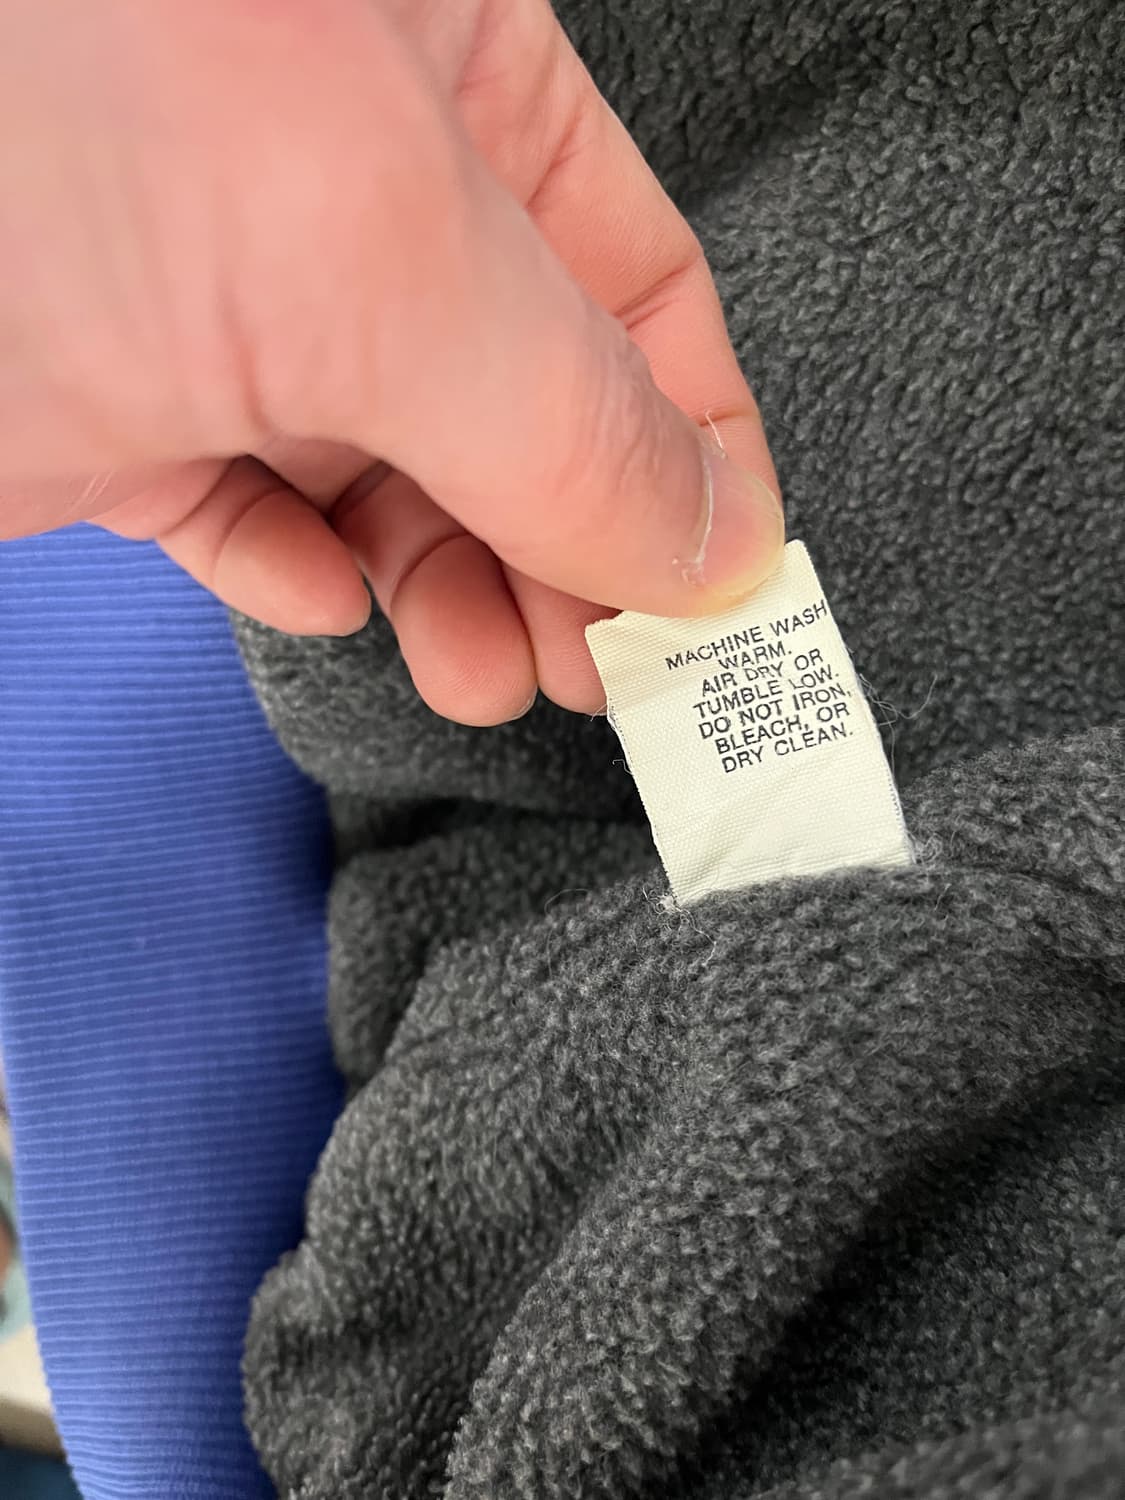 MACHINE WASH
WARM.
AIR DRY OR
TUMBLE LOW.
DO NOT IRON,
BLEACH, OR
DRY CLEAN.